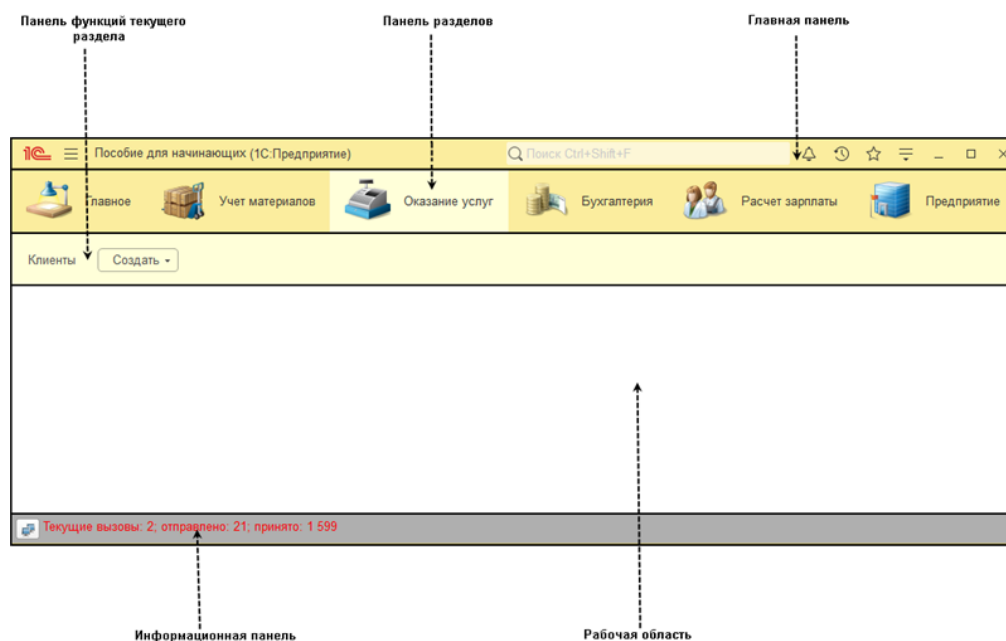 Панель функций текущего
раздела
Панель разделов
Главная панель
1С Пособие для начинающих (1С:Предприятие) Поиск Ctrl+Shift+F
Главное Учет материалов Оказание услуг Бухгалтерия Расчет зарплаты Предприятие
Клиенты Создать
Текущие вызовы: 2; отправлено: 21; принято: 1 599
Информационная панель
Рабочая область